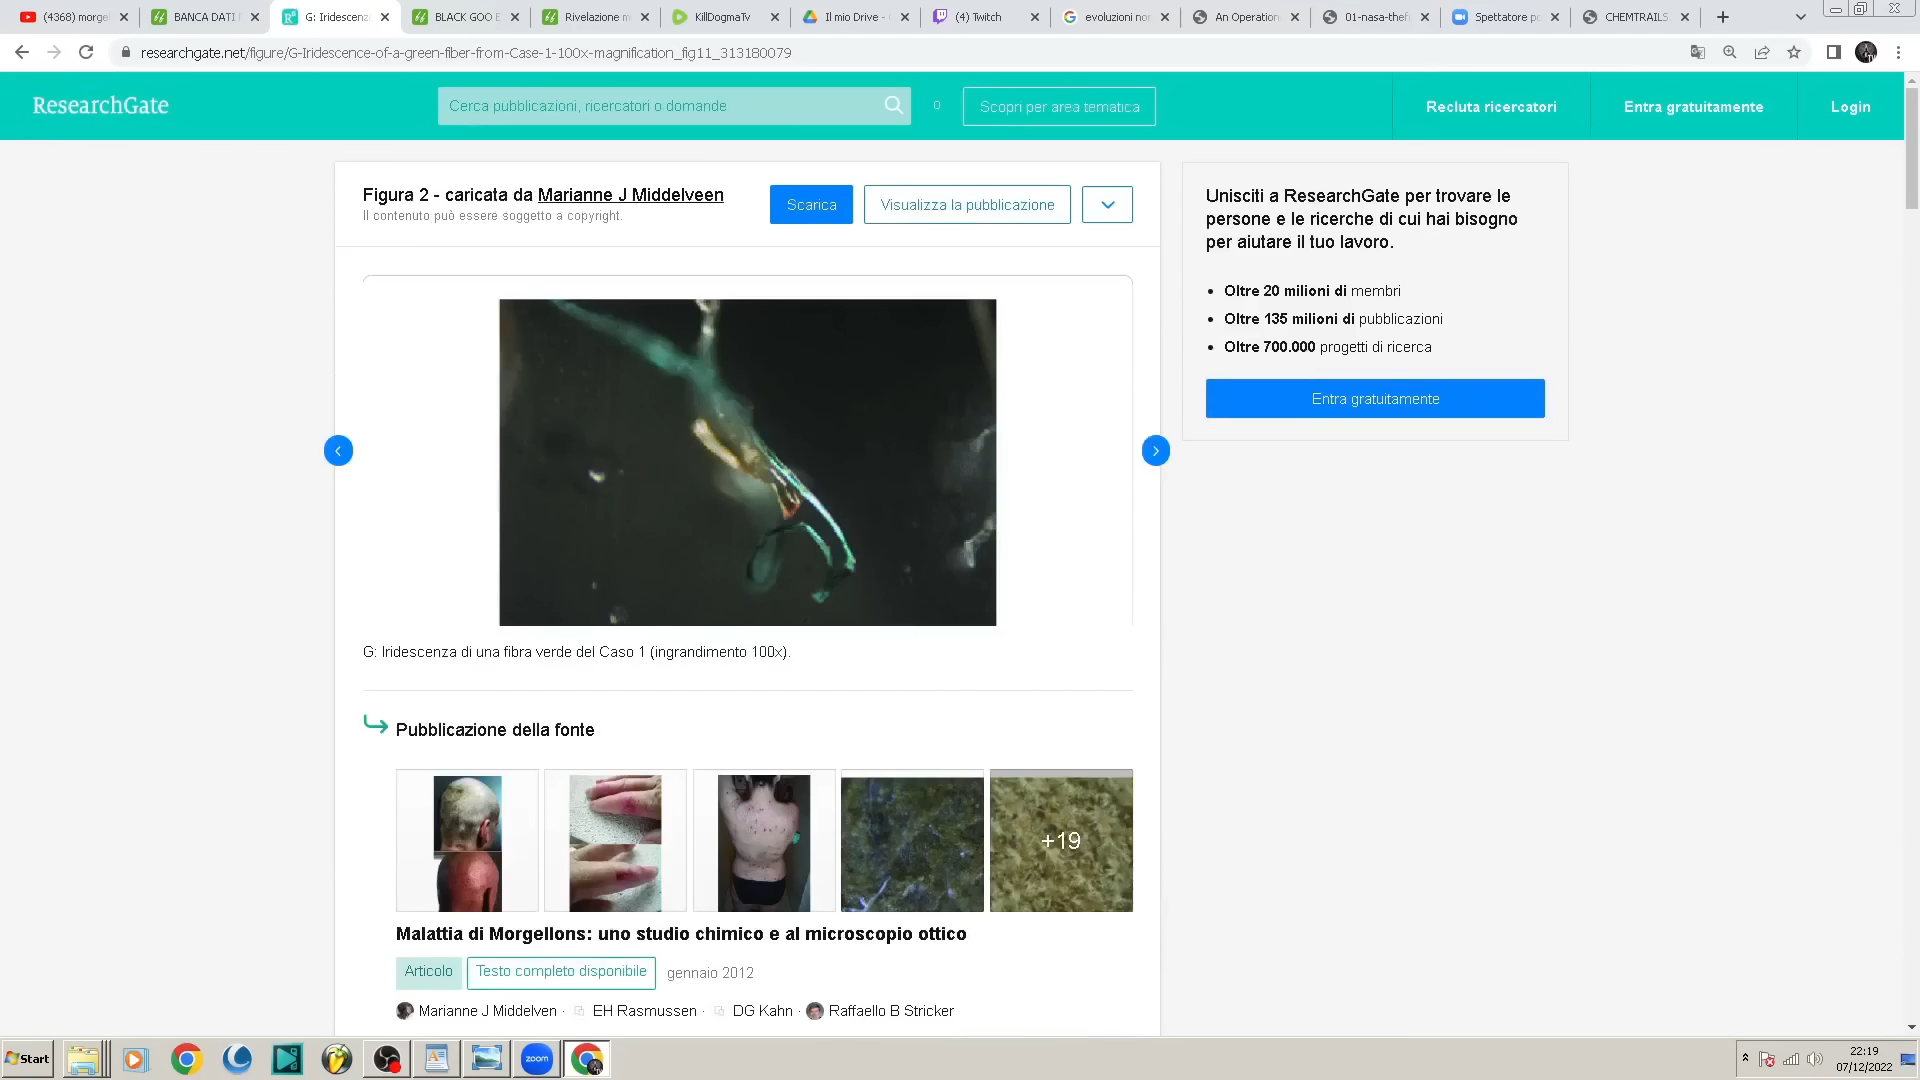 (4368) morgel
BANCA DATI
G: Iridescenz
BLACK GOO E
Rivelazione m
KillDogmaTv
Il mio Drive -
(4) Twitch
evoluzioni no
An Operation
01-nasa-thef
Spettatore po
CHEMTRAILS
researchgate.net/figure/G-Iridescence-of-a-green-fiber-from-Case-1-100x-magnification_fig11_313180079
ResearchGate
Cerca pubblicazioni, ricercatori o domande
0
Scopri per area tematica
Recluta ricercatori
Entra gratuitamente
Login
Figura 2 - caricata da Marianne J Middelveen
Il contenuto può essere soggetto a copyright.
Scarica
Visualizza la pubblicazione
Unisciti a ResearchGate per trovare le
persone e le ricerche di cui hai bisogno
per aiutare il tuo lavoro.
• Oltre 20 milioni di membri
• Oltre 135 milioni di pubblicazioni
• Oltre 700.000 progetti di ricerca
Entra gratuitamente
G: Iridescenza di una fibra verde del Caso 1 (ingrandimento 100x).
Pubblicazione della fonte
+19
Malattia di Morgellons: uno studio chimico e al microscopio ottico
Articolo
Testo completo disponibile
gennaio 2012
Marianne J Middelven · EH Rasmussen · DG Kahn · Raffaello B Stricker
Start
zoom
22:19
07/12/2022